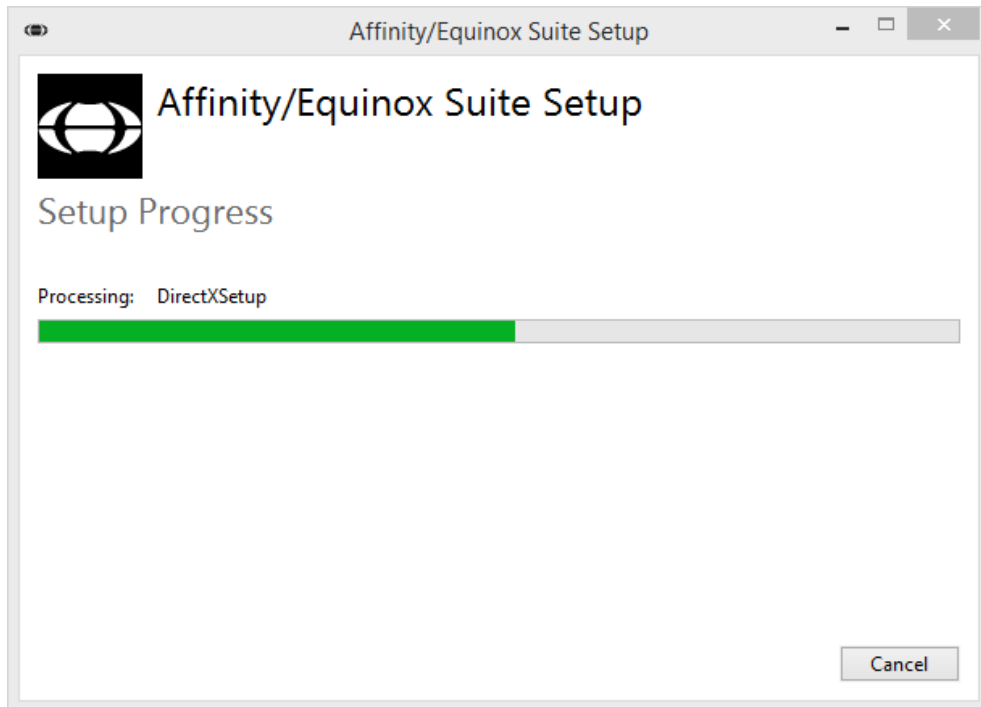 Affinity/Equinox Suite Setup
Affinity/Equinox Suite Setup
Setup Progress
Processing: DirectXSetup
Cancel